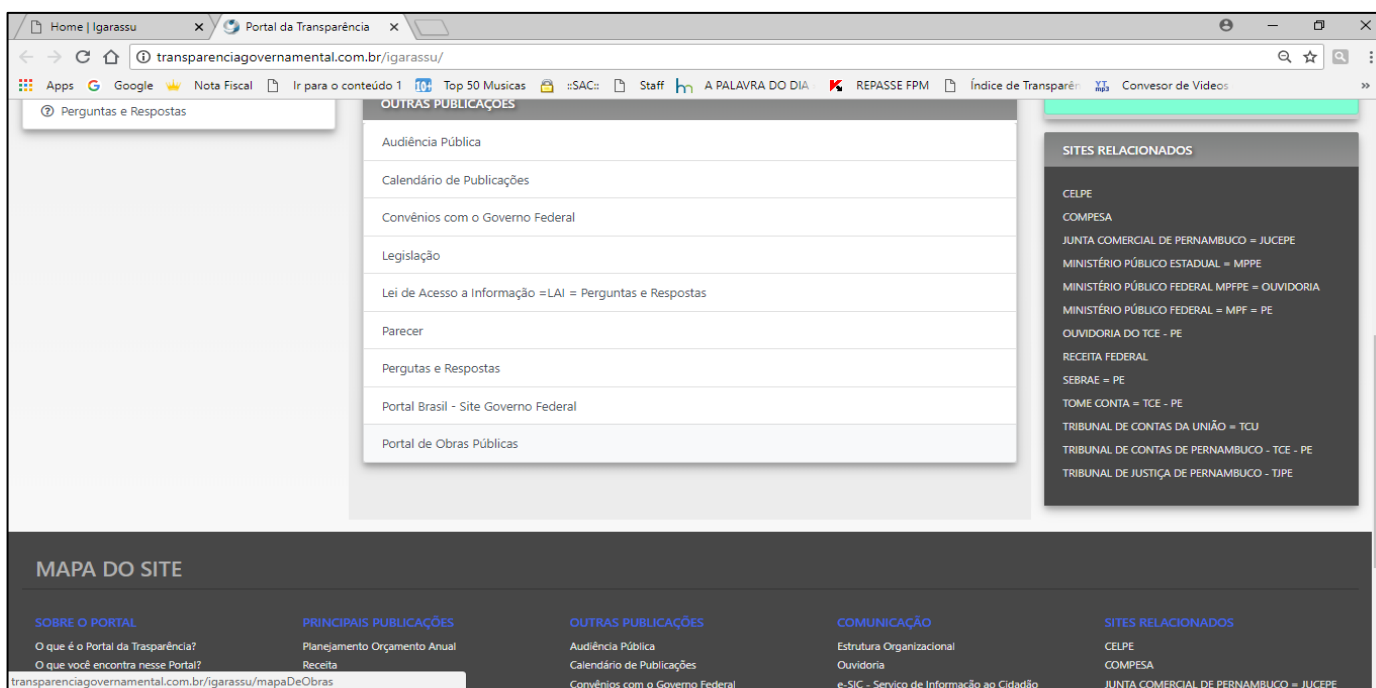 Home | Igarassu
Portal da Transparência
transparenciagovernamental.com.br/igarassu/
Apps Google Nota Fiscal Ir para o conteúdo 1 Top 50 Musicas ::SAC:: Staff A PALAVRA DO DIA REPASSE FPM Índice de Transparên Convesor de Videos »
Perguntas e Respostas
OUTRAS PUBLICAÇÕES
Audiência Pública
Calendário de Publicações
Convênios com o Governo Federal
Legislação
Lei de Acesso a Informação =LAI = Perguntas e Respostas
Parecer
Pergutas e Respostas
Portal Brasil - Site Governo Federal
Portal de Obras Públicas
SITES RELACIONADOS
CELPE
COMPESA
JUNTA COMERCIAL DE PERNAMBUCO = JUCEPE
MINISTÉRIO PÚBLICO ESTADUAL = MPPE
MINISTÉRIO PÚBLICO FEDERAL MPFPE = OUVIDORIA
MINISTÉRIO PÚBLICO FEDERAL = MPF = PE
OUVIDORIA DO TCE - PE
RECEITA FEDERAL
SEBRAE = PE
TOME CONTA = TCE - PE
TRIBUNAL DE CONTAS DA UNIÃO = TCU
TRIBUNAL DE CONTAS DE PERNAMBUCO - TCE - PE
TRIBUNAL DE JUSTIÇA DE PERNAMBUCO - TJPE
MAPA DO SITE
SOBRE O PORTAL
O que é o Portal da Trasparência?
O que você encontra nesse Portal?
PRINCIPAIS PUBLICAÇÕES
Planejamento Orçamento Anual
Receita
OUTRAS PUBLICAÇÕES
Audiência Pública
Calendário de Publicações
Convênios com o Governo Federal
COMUNICAÇÃO
Estrutura Organizacional
Ouvidoria
e-SIC - Serviço de Informação ao Cidadão
SITES RELACIONADOS
CELPE
COMPESA
JUNTA COMERCIAL DE PERNAMBUCO = JUCEPE
transparenciagovernamental.com.br/igarassu/mapaDeObras